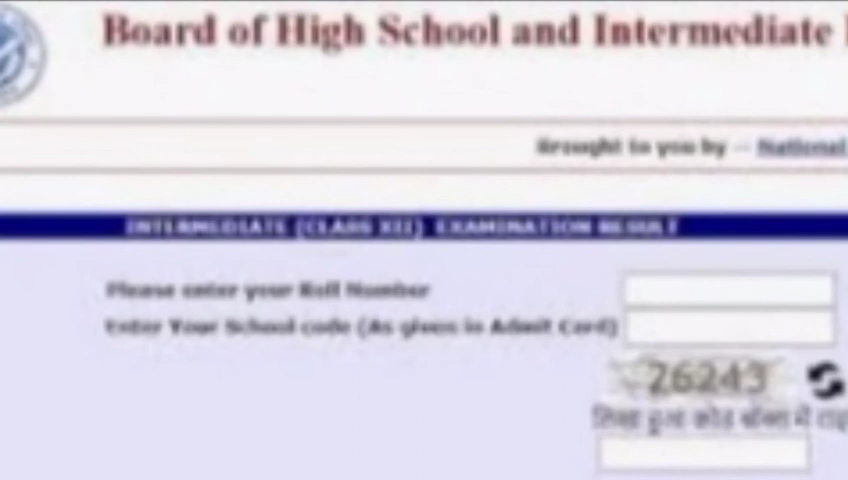 Board of High School and Intermediate
Brought to you by -- National
INTERMEDIATE (CLASS XII) EXAMINATION RESULT
Please enter your Roll Number
Enter Your School code (As given in Admit Card)
26243
लिखा हुआ कोड बॉक्स में